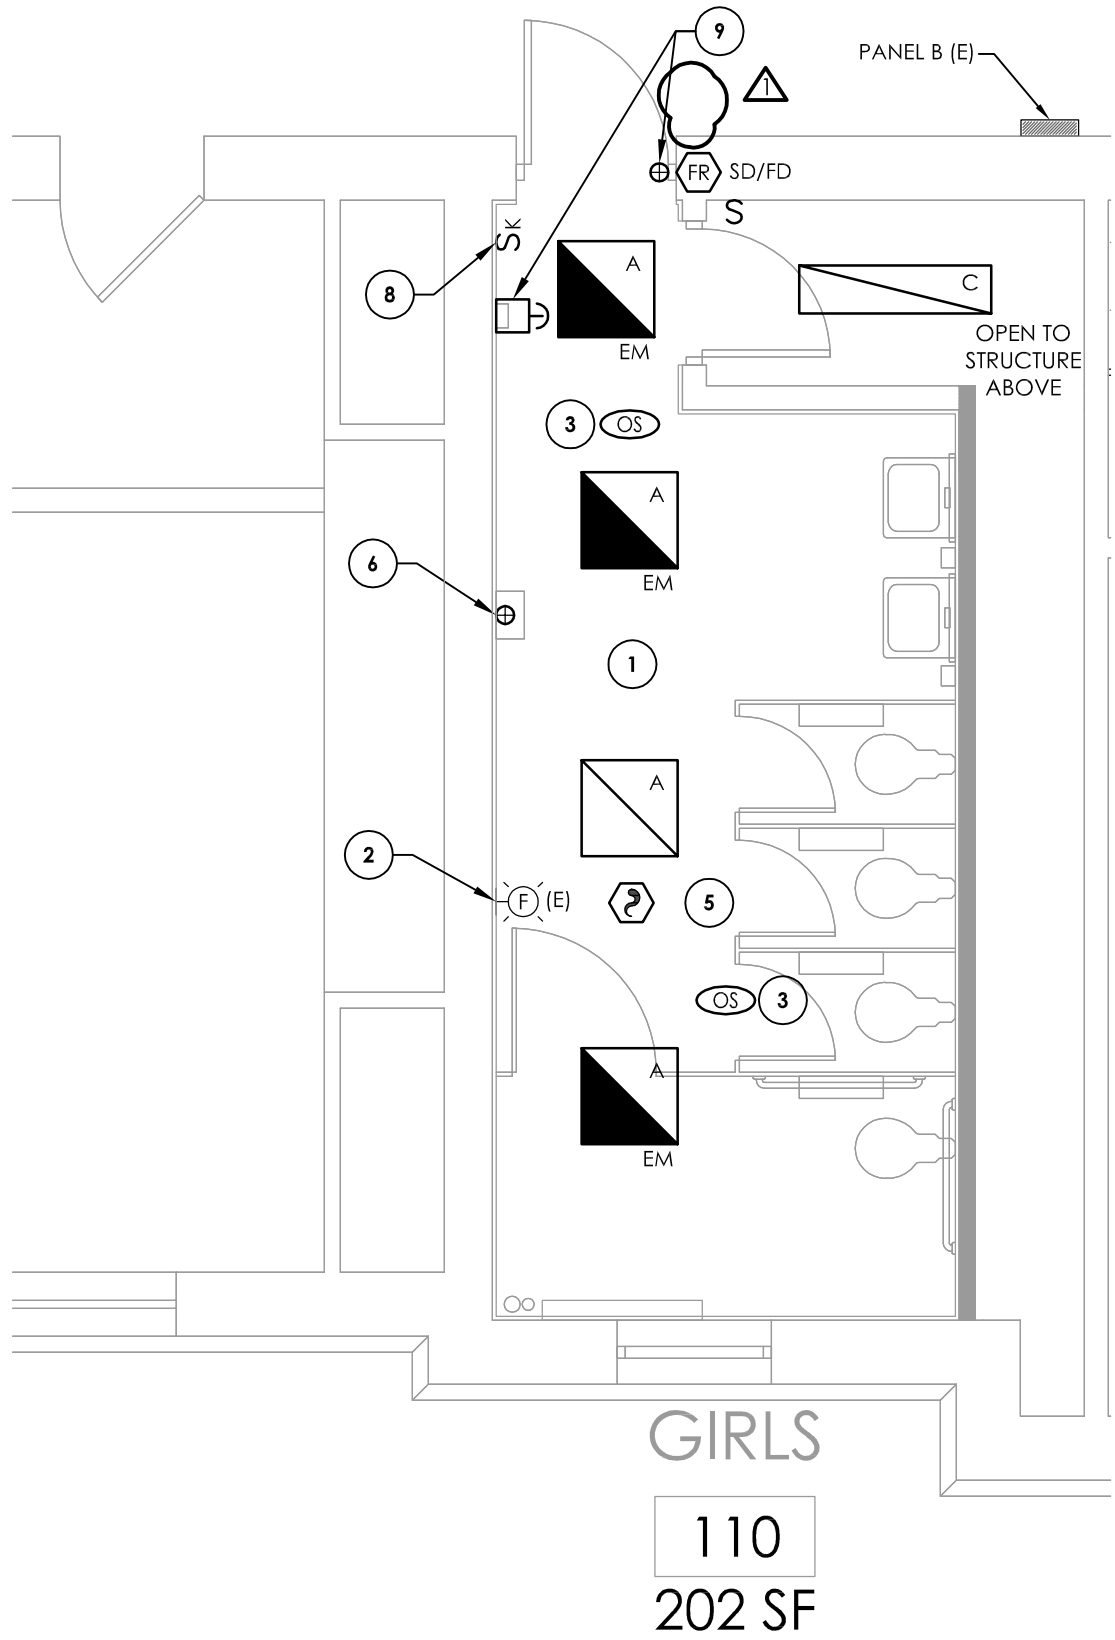 9
PANEL B (E)
1
FR
SD/FD
S
SK
8
A
EM
C
OPEN TO
STRUCTURE
ABOVE
3
OS
A
EM
6
1
A
2
F
(E)
5
OS
3
A
EM
GIRLS
110
202 SF